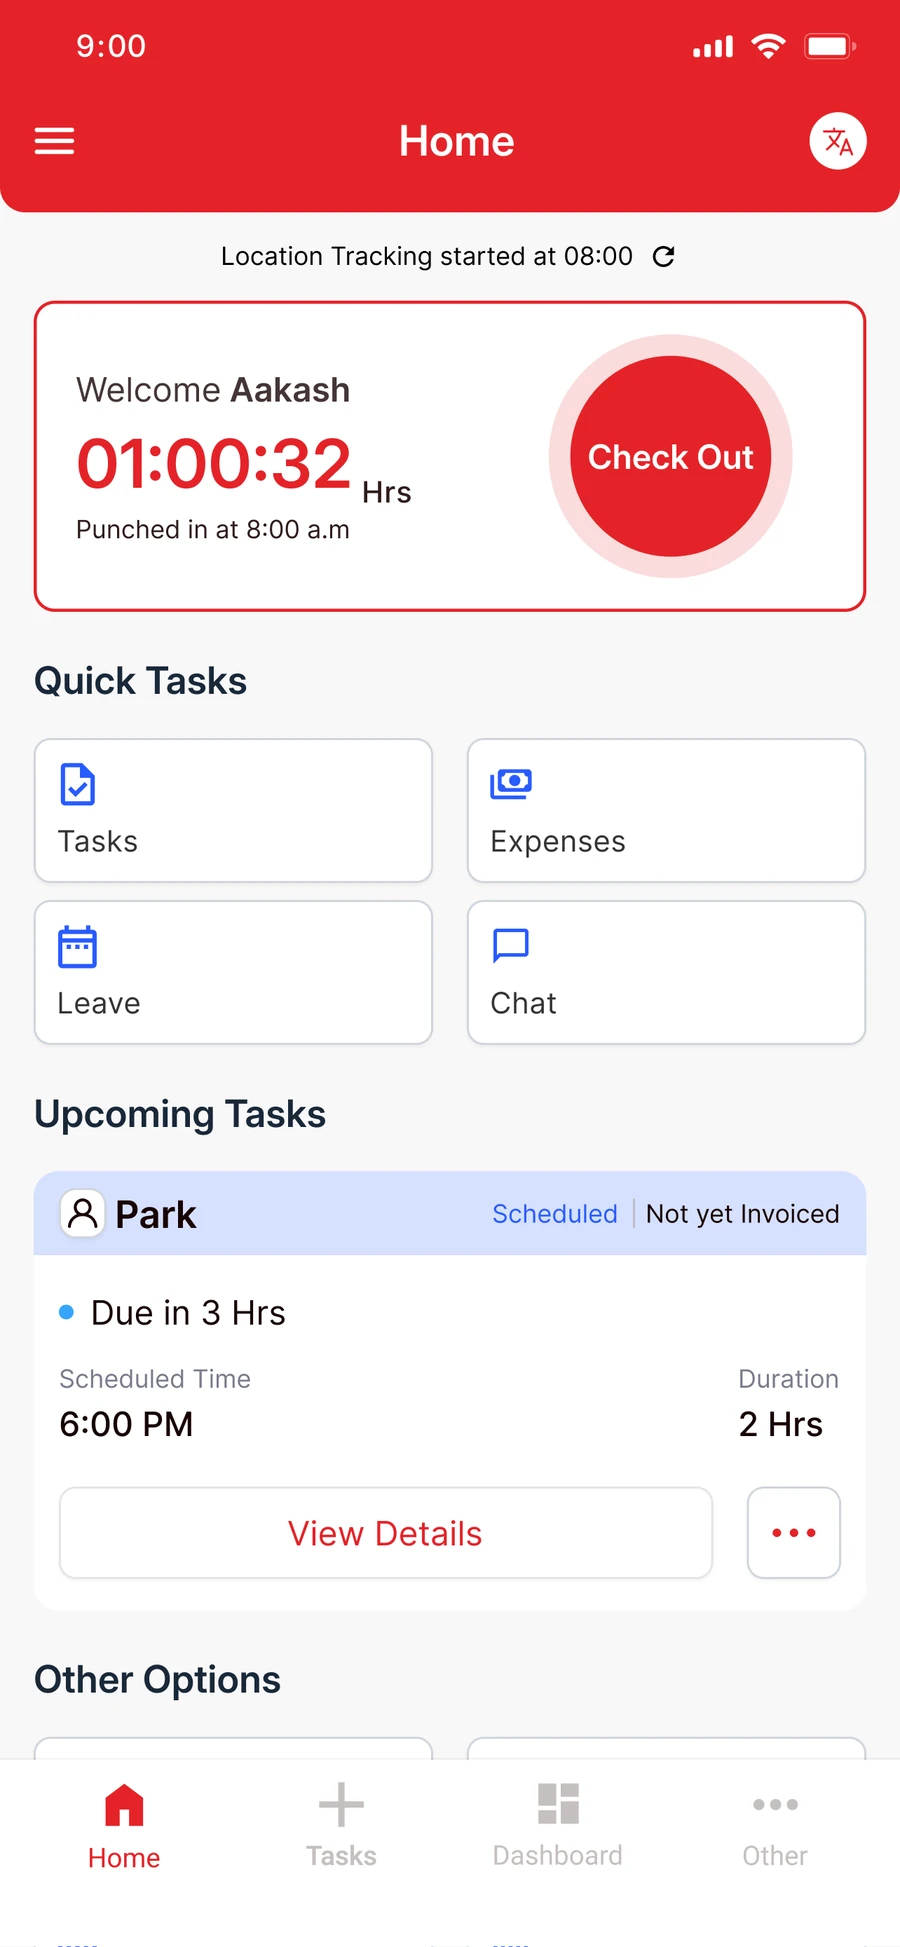 9:00
Home
Location Tracking started at 08:00
Welcome Aakash
01:00:32 Hrs
Punched in at 8:00 a.m
Check Out
Quick Tasks
Tasks
Expenses
Leave
Chat
Upcoming Tasks
Park
Scheduled | Not yet Invoiced
Due in 3 Hrs
Scheduled Time
Duration
6:00 PM
2 Hrs
View Details
Other Options
Home
Tasks
Dashboard
Other